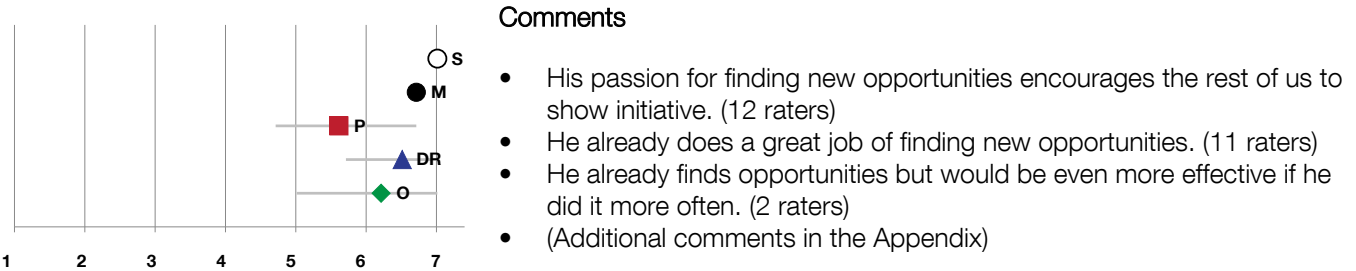 Comments
S
M
P
DR
O
1 2 3 4 5 6 7
• His passion for finding new opportunities encourages the rest of us to
show initiative. (12 raters)
• He already does a great job of finding new opportunities. (11 raters)
• He already finds opportunities but would be even more effective if he
did it more often. (2 raters)
• (Additional comments in the Appendix)